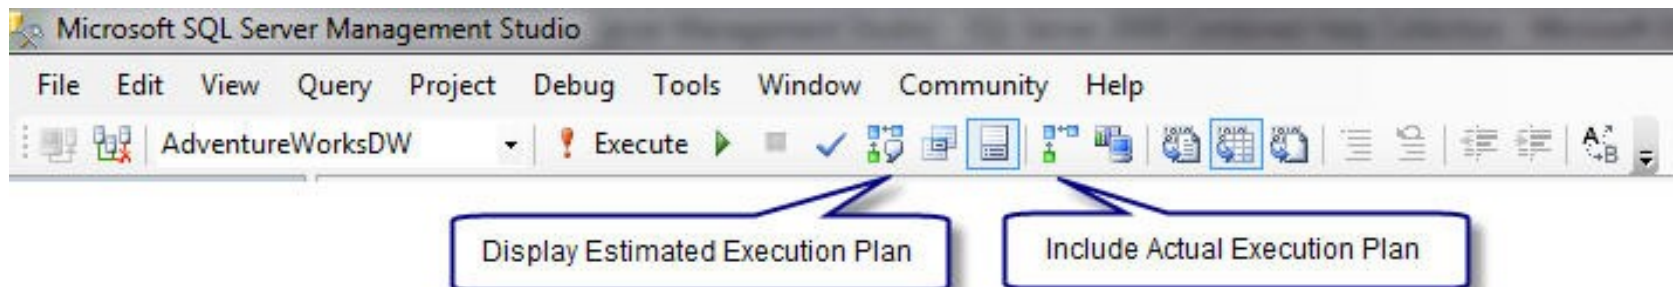 Microsoft SQL Server Management Studio
File Edit View Query Project Debug Tools Window Community Help
AdventureWorksDW Execute
Display Estimated Execution Plan
Include Actual Execution Plan